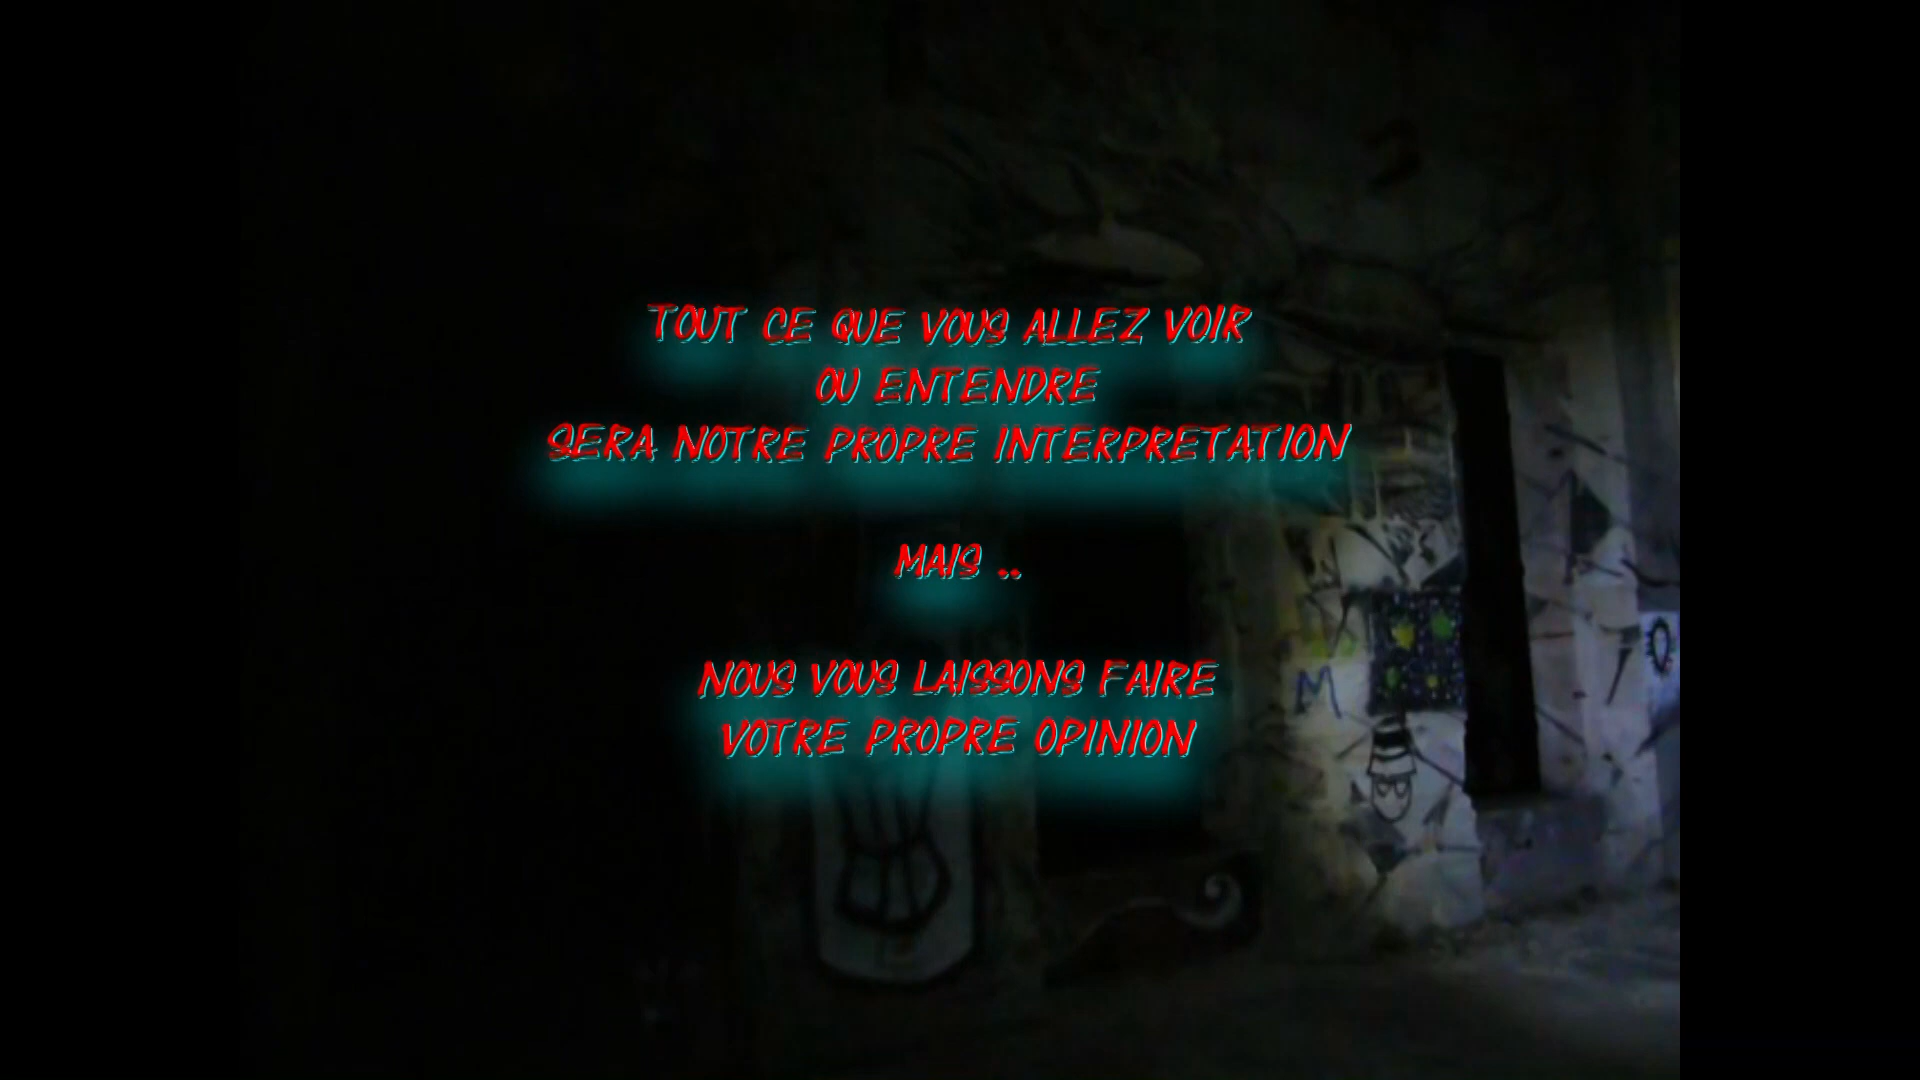 TOUT CE QUE VOUS ALLEZ VOIR
OU ENTENDRE
SERA NOTRE PROPRE INTERPRETATION
MAIS ..
NOUS VOUS LAISSONS FAIRE
VOTRE PROPRE OPINION